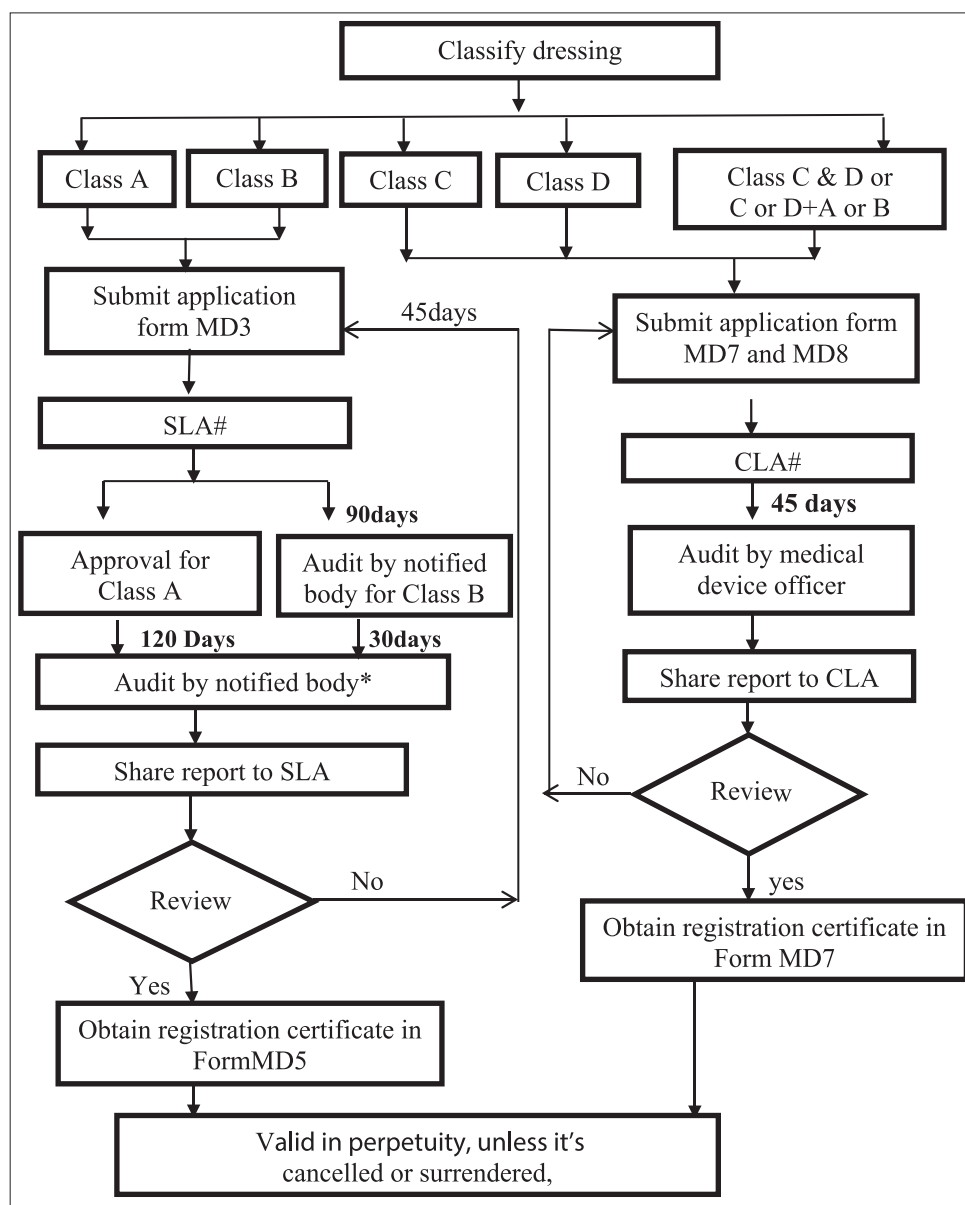 Classify dressing
Class A
Class B
Class C
Class D
Class C & D or
C or D+A or B
Submit application
form MD3
45days
Submit application form
MD7 and MD8
SLA#
CLA#
90days
45 days
Approval for
Class A
Audit by notified
body for Class B
Audit by medical
device officer
120 Days
30days
Audit by notified body*
Share report to CLA
Share report to SLA
No
Review
Review
No
yes
Obtain registration certificate in
Form MD7
Yes
Obtain registration certificate in
FormMD5
Valid in perpetuity, unless it's
cancelled or surrendered,